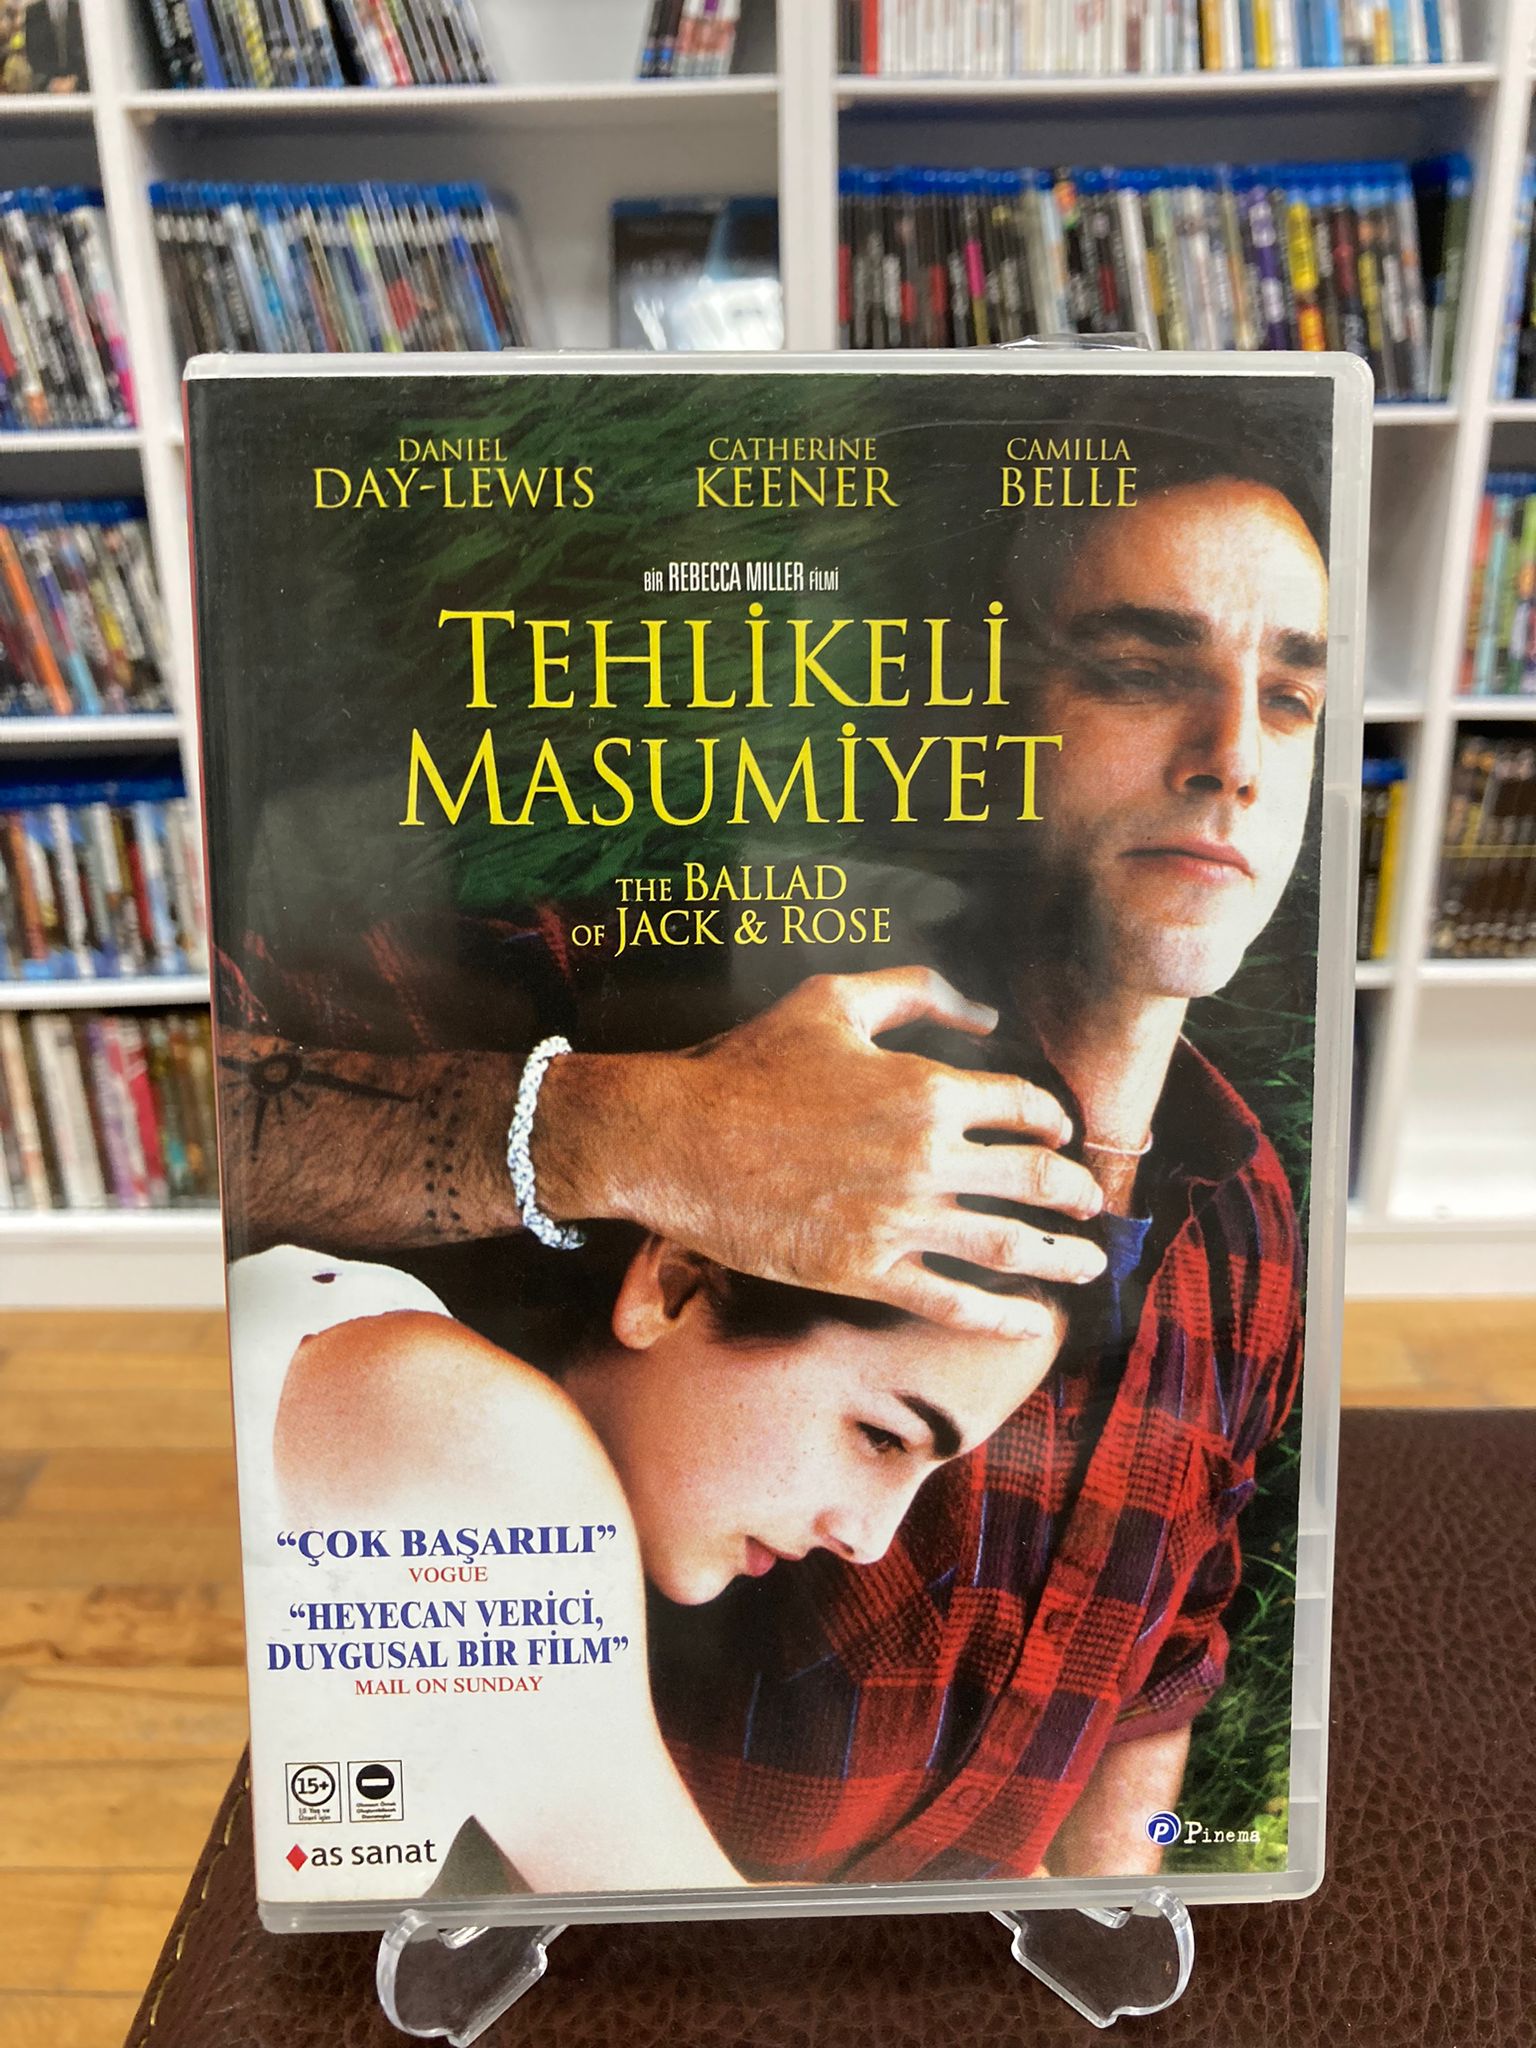 DANIEL
DAY-LEWIS
CATHERINE
KEENER
CAMILLA
BELLE
BİR REBECCA MILLER FİLMİ
TEHLİKELİ
MASUMİYET
THE BALLAD
OF JACK & ROSE
“ÇOK BAŞARILI”
VOGUE
“HEYECAN VERİCİ,
DUYGUSAL BİR FİLM”
MAIL ON SUNDAY
15+
as sanat
P Pinema